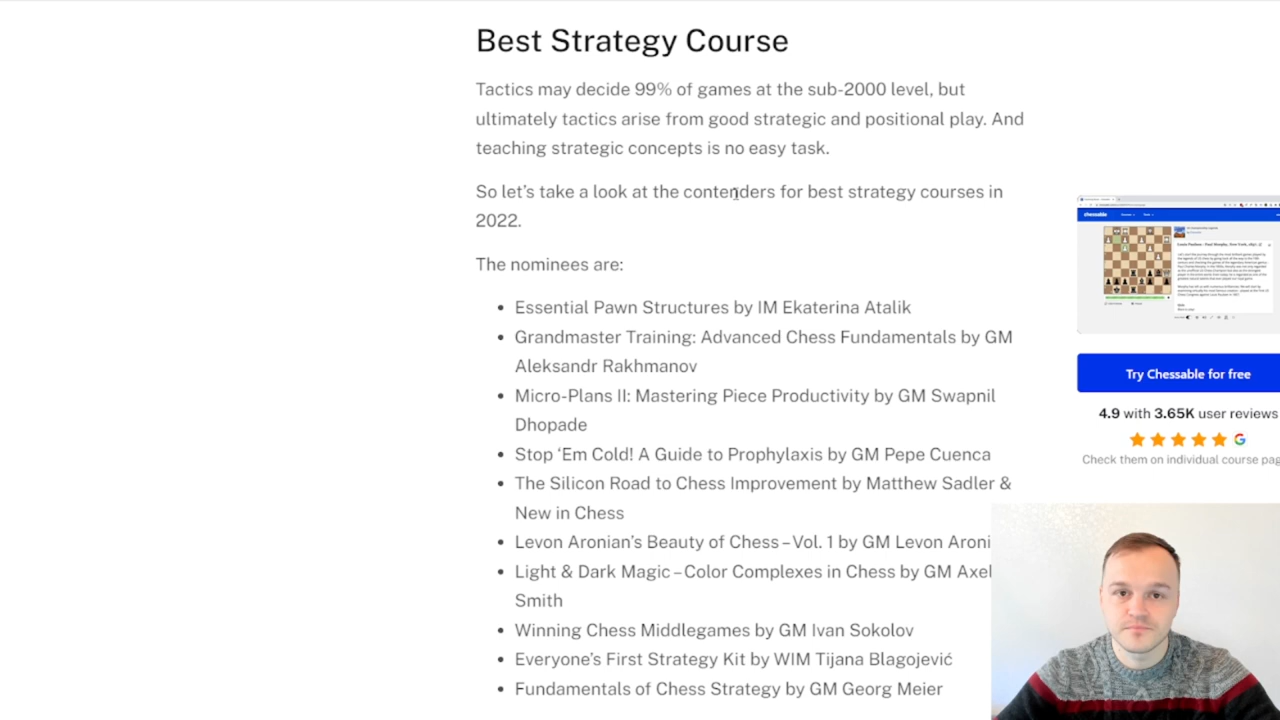 Best Strategy Course
Tactics may decide 99% of games at the sub-2000 level, but
ultimately tactics arise from good strategic and positional play. And
teaching strategic concepts is no easy task.
So let's take a look at the contenders for best strategy courses in
2022.
The nominees are:
• Essential Pawn Structures by IM Ekaterina Atalik
• Grandmaster Training: Advanced Chess Fundamentals by GM
Aleksandr Rakhmanov
• Micro-Plans II: Mastering Piece Productivity by GM Swapnil
Dhopade
• Stop ‘Em Cold! A Guide to Prophylaxis by GM Pepe Cuenca
• The Silicon Road to Chess Improvement by Matthew Sadler &
New in Chess
• Levon Aronian’s Beauty of Chess – Vol. 1 by GM Levon Aroni
• Light & Dark Magic – Color Complexes in Chess by GM Axel
Smith
• Winning Chess Middlegames by GM Ivan Sokolov
• Everyone’s First Strategy Kit by WIM Tijana Blagojević
• Fundamentals of Chess Strategy by GM Georg Meier
chessable
Try Chessable for free
4.9 with 3.65K user reviews
Check them on individual course pag